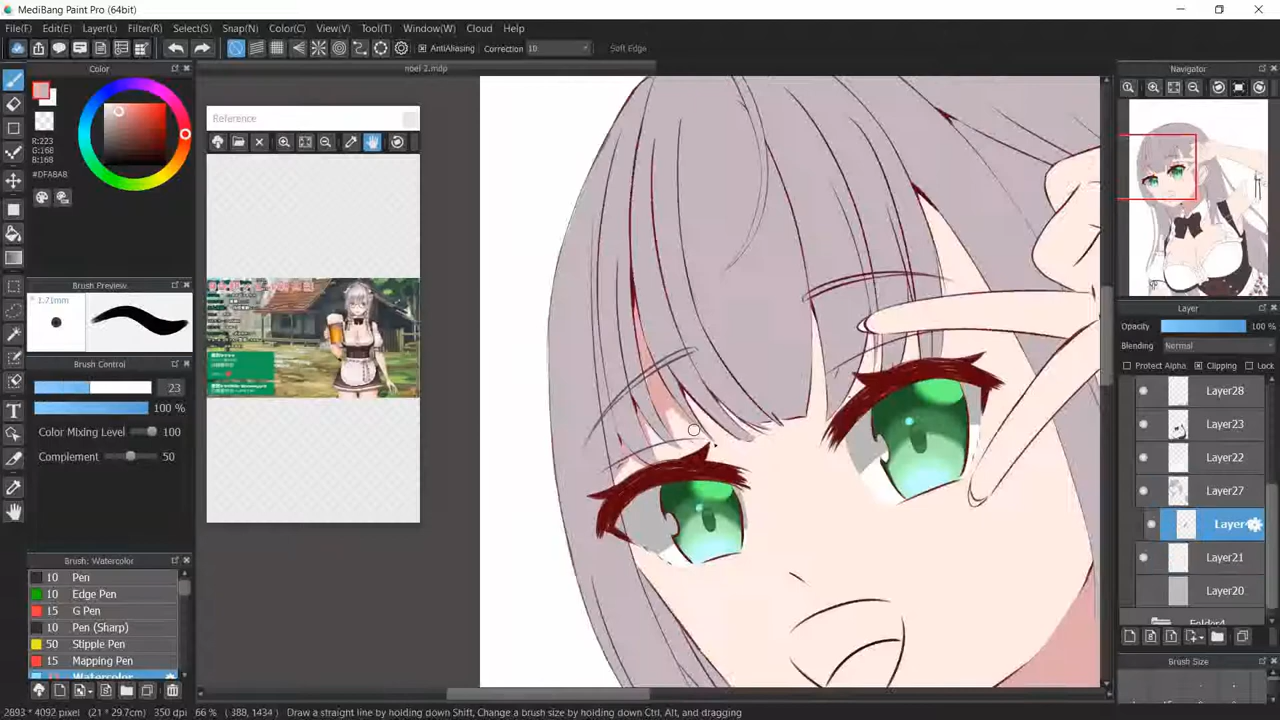 MediBang Paint Pro (64bit)
File(F) Edit(E) Layer(L) Filter(R) Select(S) Snap(N) Color(C) View(V) Tool(T) Window(W) Cloud Help
AntiAliasing Correction 10 Soft Edge
Color
noel 2.mdp
Navigator
R:223
G:168
B:168
#DFA8A8
Reference
Brush Preview
1.71mm
Brush Control
23
100 %
Color Mixing Level 100
Complement 50
Layer
Opacity 100 %
Blending Normal
Protect Alpha Clipping Lock
Layer28
Layer23
Layer22
Layer27
Layer
Layer21
Layer20
Folder4
Brush: Watercolor
10 Pen
10 Edge Pen
15 G Pen
10 Pen (Sharp)
50 Stipple Pen
15 Mapping Pen
Watercolor
Brush Size
2893 * 4092 pixel (21 * 29.7cm) 350 dpi 66 % ( 388, 1434 ) Draw a straight line by holding down Shift, Change a brush size by holding down Ctrl, Alt, and dragging